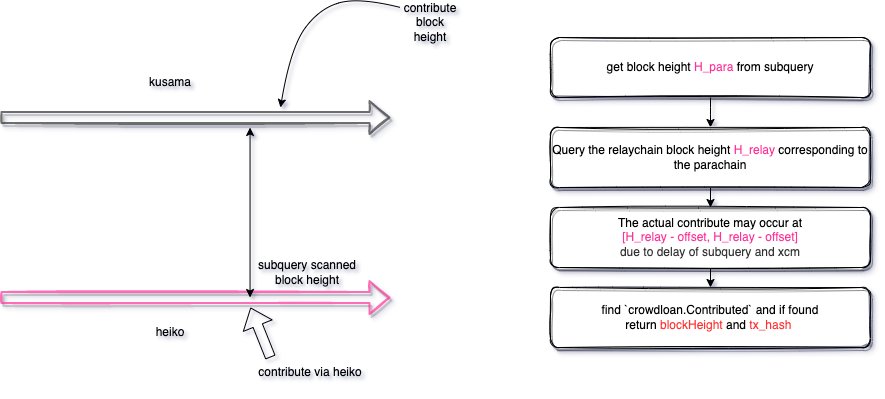 contribute
block
height
kusama
subquery scanned
block height
heiko
contribute via heiko
get block height H_para from subquery
Query the relaychain block height H_relay corresponding to
the parachain
The actual contribute may occur at
[H_relay - offset, H_relay - offset]
due to delay of subquery and xcm
find `crowdloan.Contributed` and if found
return blockHeight and tx_hash